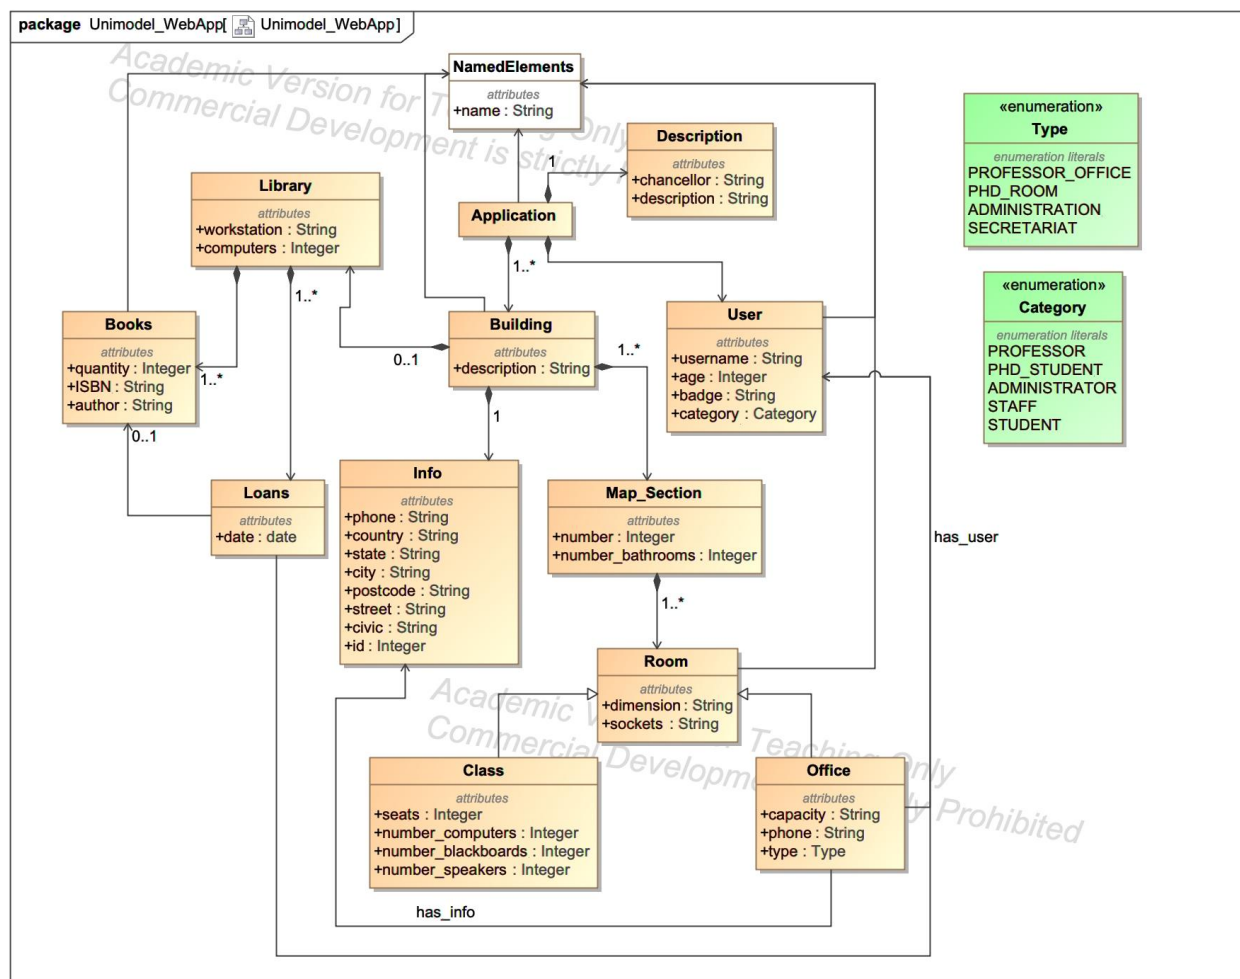 package Unimodel_WebApp[ Unimodel_WebApp]
Academic Version for T Only
Commercial Development is strictly
NamedElements
attributes
+name : String
Description
attributes
+chancellor : String
+description : String
1
Application
Library
attributes
+workstation : String
+computers : Integer
«enumeration»
Type
enumeration literals
PROFESSOR_OFFICE
PHD_ROOM
ADMINISTRATION
SECRETARIAT
1..*
1..*
Books
attributes
+quantity : Integer
+ISBN : String
+author : String
1..*
0..1
Building
attributes
+description : String
0..1
1..*
1
User
attributes
+username : String
+age : Integer
+badge : String
+category : Category
«enumeration»
Category
enumeration literals
PROFESSOR
PHD_STUDENT
ADMINISTRATOR
STAFF
STUDENT
Loans
attributes
+date : date
Info
attributes
+phone : String
+country : String
+state : String
+city : String
+postcode : String
+street : String
+civic : String
+id : Integer
Map_Section
attributes
+number : Integer
+number_bathrooms : Integer
1..*
has_user
Room
attributes
+dimension : String
+sockets : String
Academic V r Teaching Only
Commercial Developme y Prohibited
Class
attributes
+seats : Integer
+number_computers : Integer
+number_blackboards : Integer
+number_speakers : Integer
Office
attributes
+capacity : String
+phone : String
+type : Type
has_info